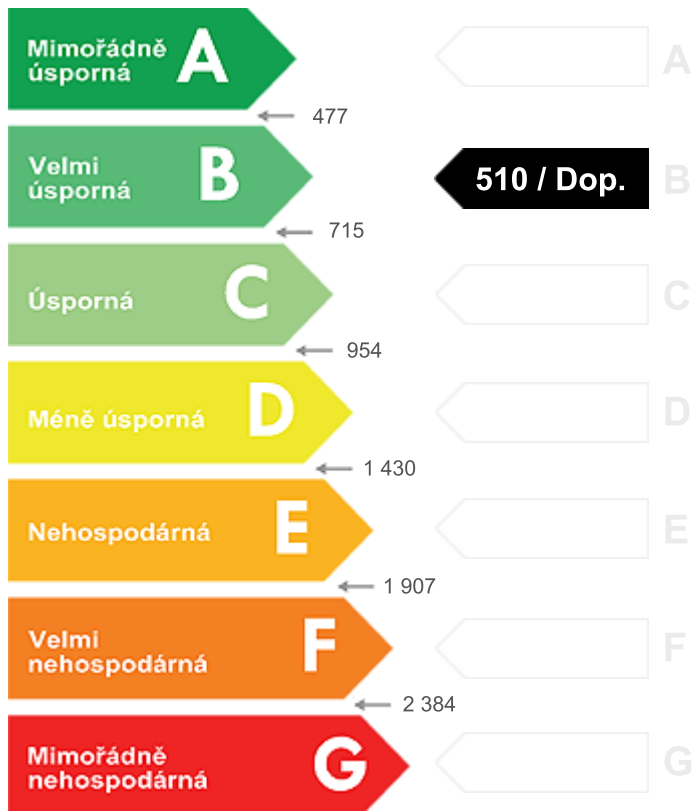 Mimořádně
úsporná
A
A
477
Velmi
úsporná
B
510 / Dop.
B
715
Úsporná
C
C
954
Méně úsporná
D
D
1 430
Nehospodárná
E
E
1 907
Velmi
nehospodárná
F
F
2 384
Mimořádně
nehospodárná
G
G